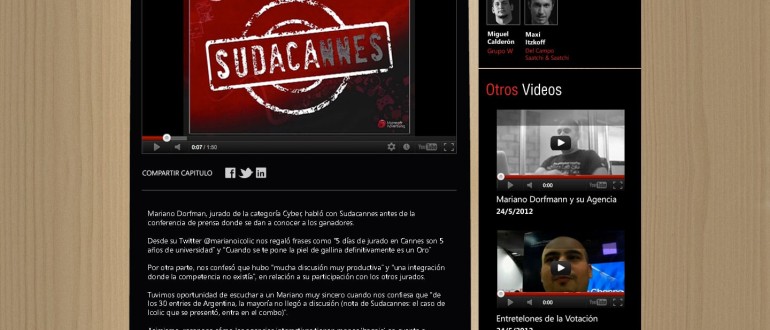 SUDACANNES
0:07 / 1:50
YouTube
COMPARTIR CAPITULO
Mariano Dorfman, jurado de la categoría Cyber, habló con Sudacannes antes de la
conferencia de prensa donde se dan a conocer a los ganadores.
Desde su Twitter @marianoicolic nos regaló frases como "5 días de jurado en Cannes son 5
años de universidad" y "Cuando se te pone la piel de gallina definitivamente es un Oro"
Por otra parte, nos confesó que hubo "mucha discusión muy productiva" y "una integración
donde la competencia no existía", en relación a su participación con los otros jurados.
Tuvimos oportunidad de escuchar a un Mariano muy sincero cuando nos confiesa que "de
los 30 entries de Argentina, la mayoría no llegó a discusión (nota de Sudacannes: el caso de
Icolic que se presentó, entra en el combo)".
Miguel
Calderón
Grupo W
Maxi
Itzkoff
Del Campo
Saatchi & Saatchi
Otros Videos
0:00
YouTube
Mariano Dorfmann y su Agencia
24/5/2012
0:00
YouTube
Entretelones de la Votación
24/5/2012